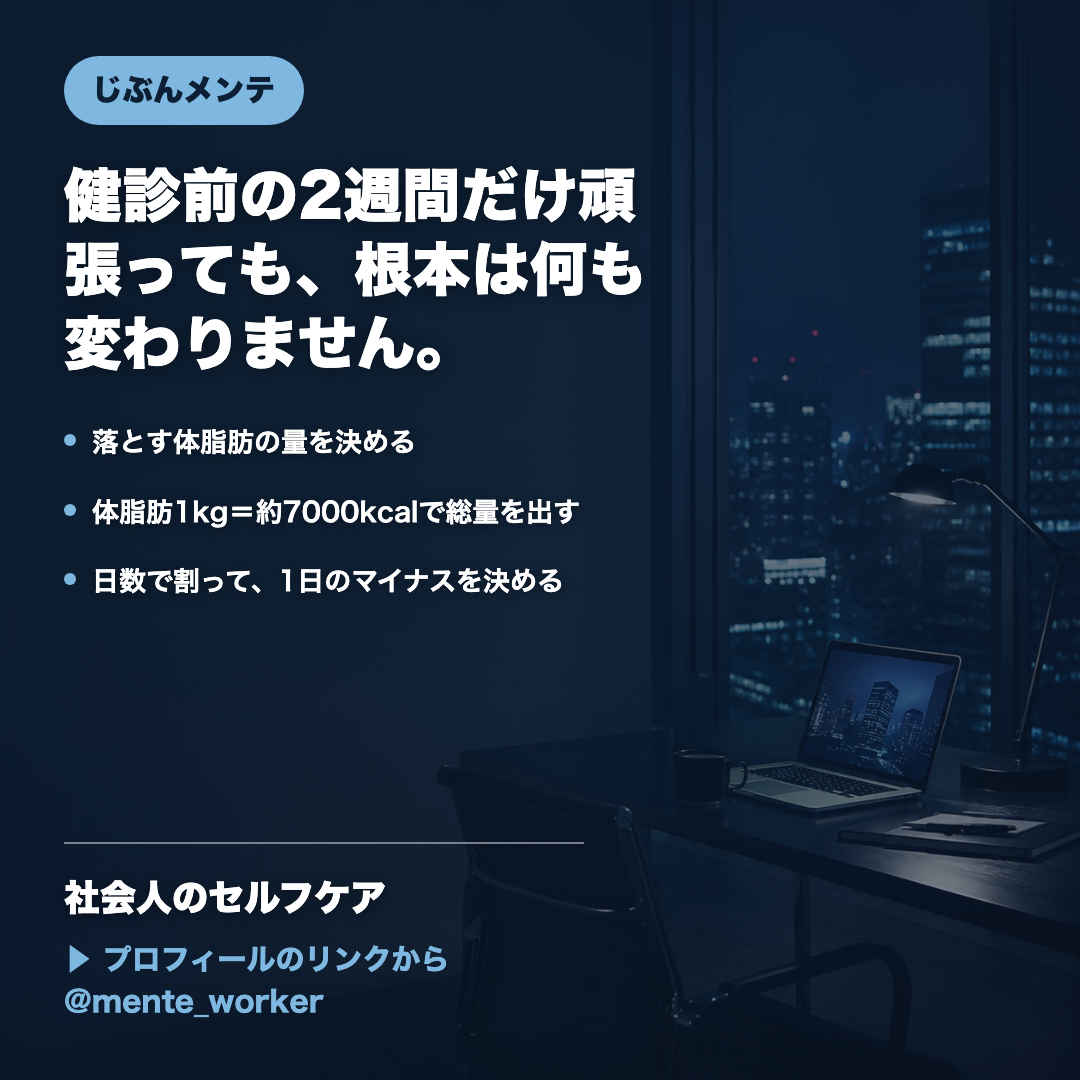 じぶんメンテ
健診前の2週間だけ頑
張っても、根本は何も
変わりません。
落とす体脂肪の量を決める
体脂肪1kg＝約7000kcalで総量を出す
日数で割って、1日のマイナスを決める
社会人のセルフケア
▶ プロフィールのリンクから
@mente_worker